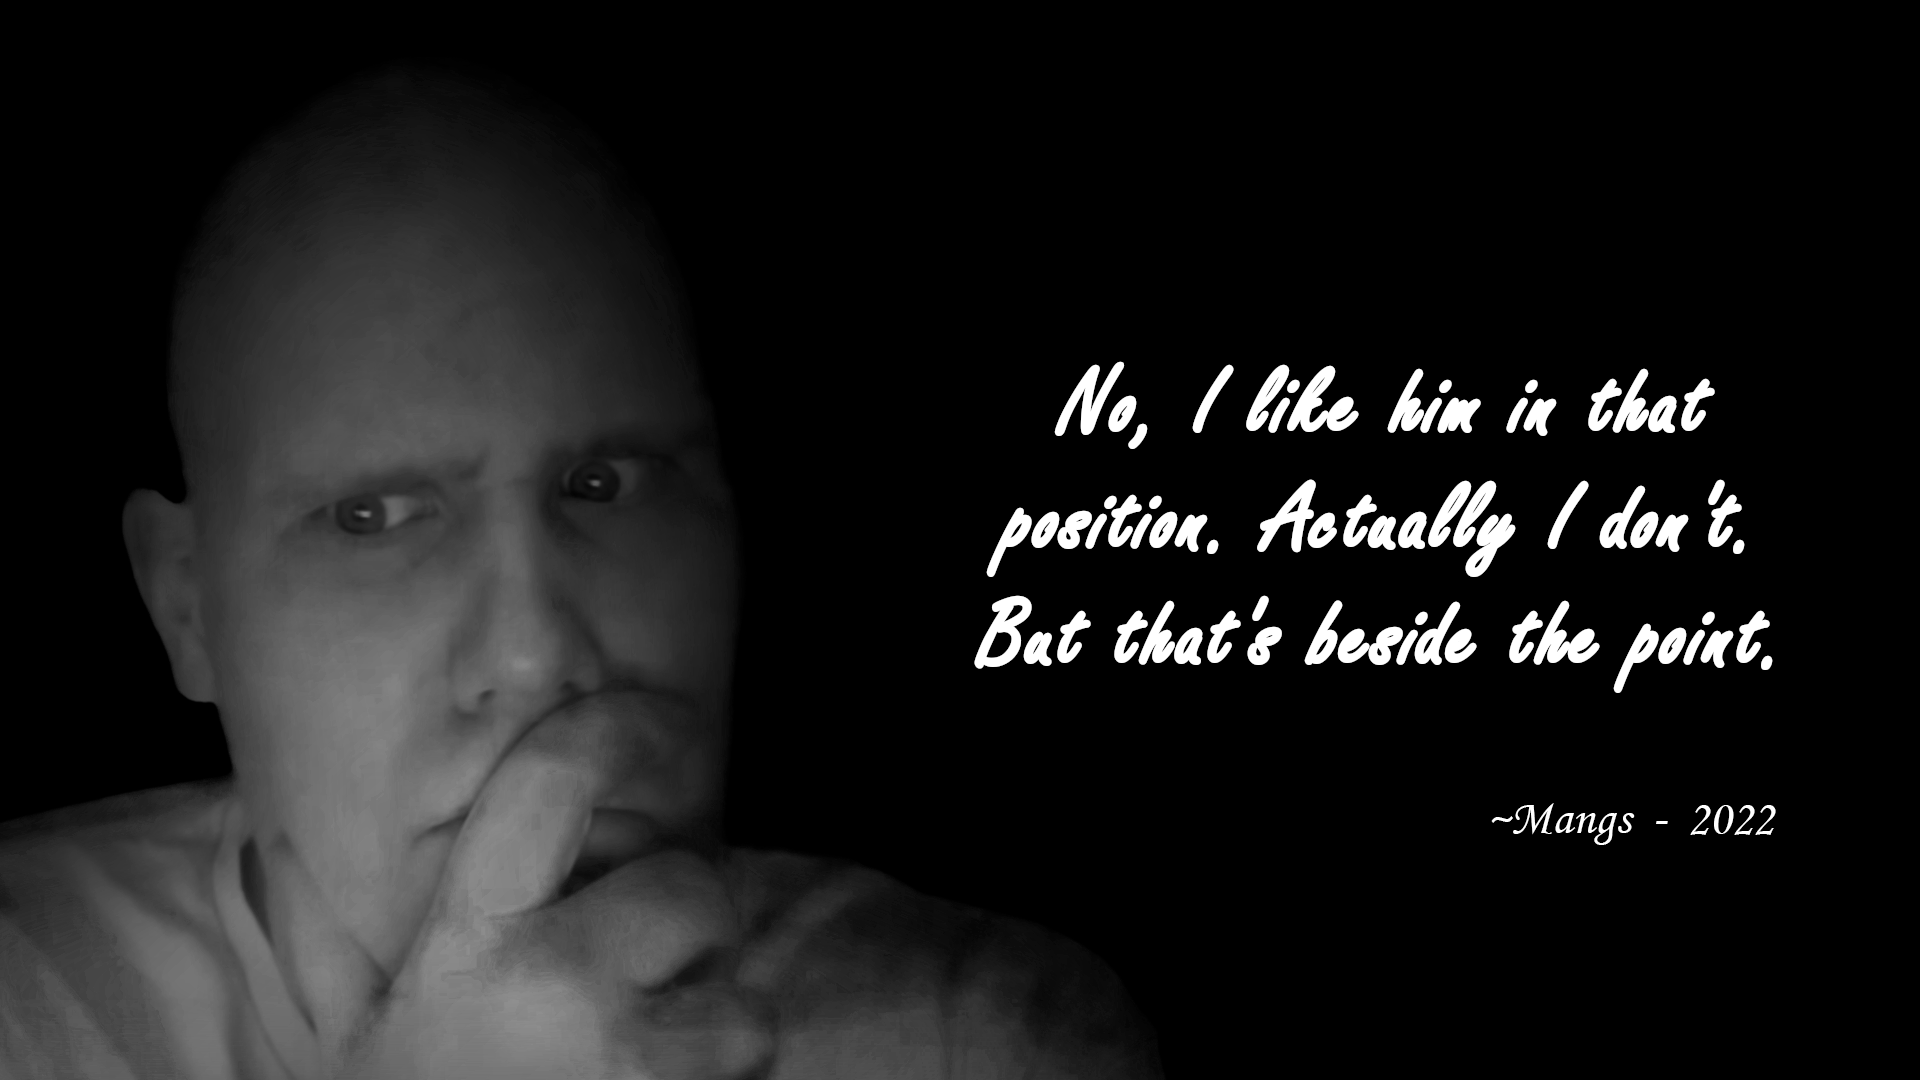 No, I like him in that
position. Actually I don't.
But that's beside the point.
~Mangs - 2022